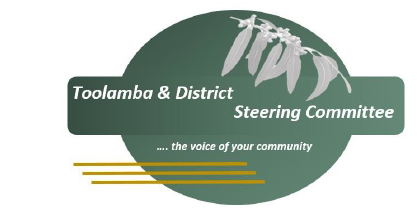 Toolamba & District
Steering Committee
.... the voice of your community